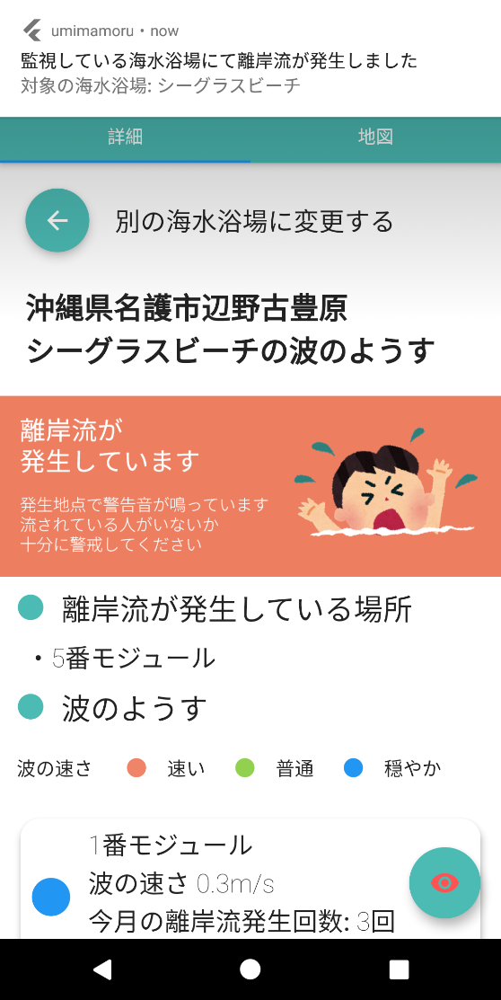 umimamoru • now
監視している海水浴場にて離岸流が発生しました
対象の海水浴場: シーグラスビーチ
詳細 地図
別の海水浴場に変更する
沖縄県名護市辺野古豊原
シーグラスビーチの波のようす
離岸流が
発生しています
発生地点で警告音が鳴っています
流されている人がいないか
十分に警戒してください
離岸流が発生している場所
・5番モジュール
波のようす
波の速さ 速い 普通 穏やか
1番モジュール
波の速さ 0.3m/s
今月の離岸流発生回数: 3回